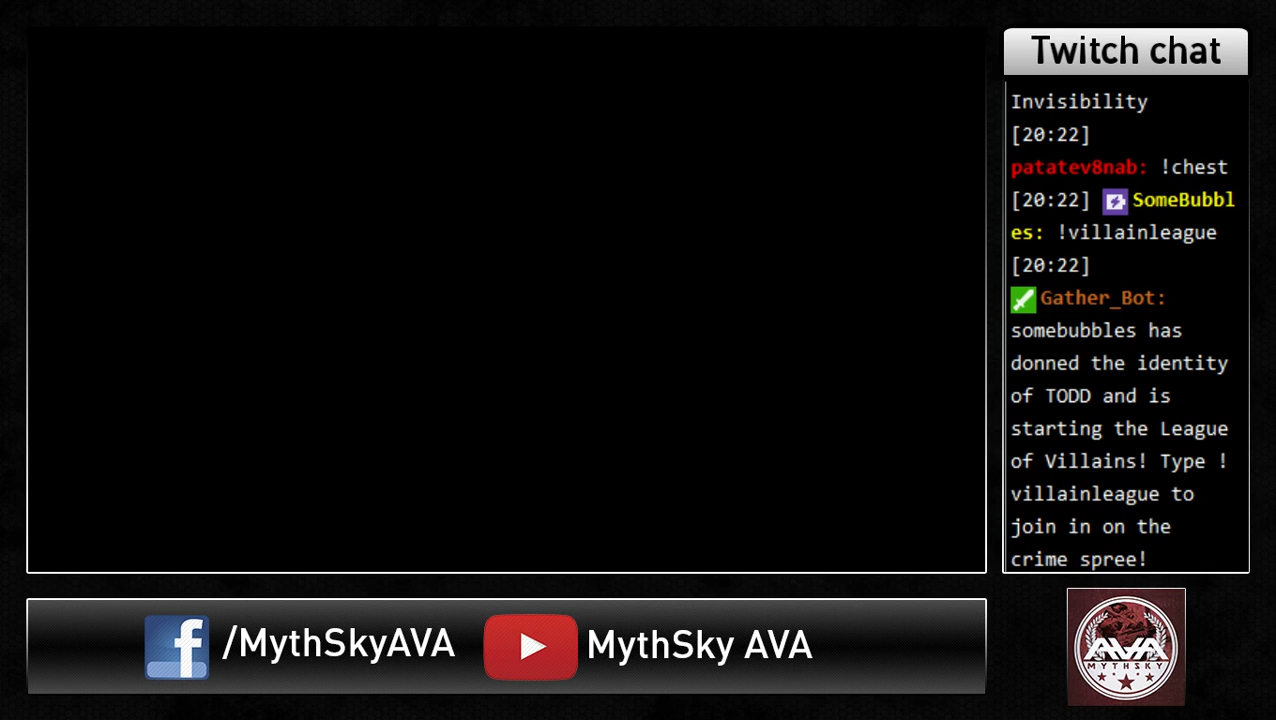 Twitch chat
Invisibility
[20:22]
patatev8nab: !chest
[20:22] SomeBubbl
es: !villainleague
[20:22]
Gather_Bot:
somebubbles has
donned the identity
of TODD and is
starting the League
of Villains! Type !
villainleague to
join in on the
crime spree!
/MythSkyAVA
MythSky AVA
AVA
MYTHSKY